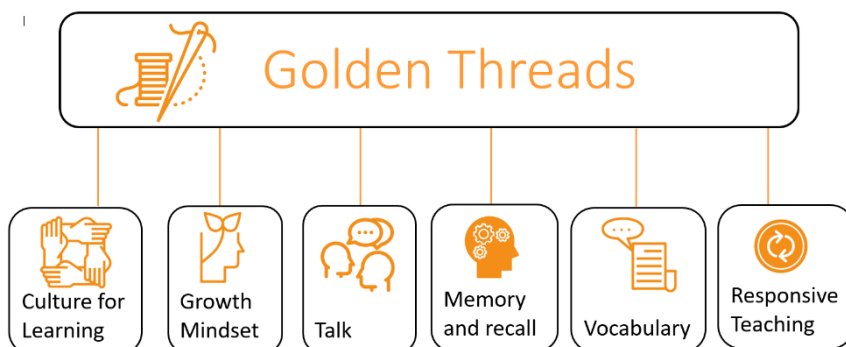 Golden Threads
Culture for
Learning
Growth
Mindset
Talk
Memory
and recall
Vocabulary
Responsive
Teaching